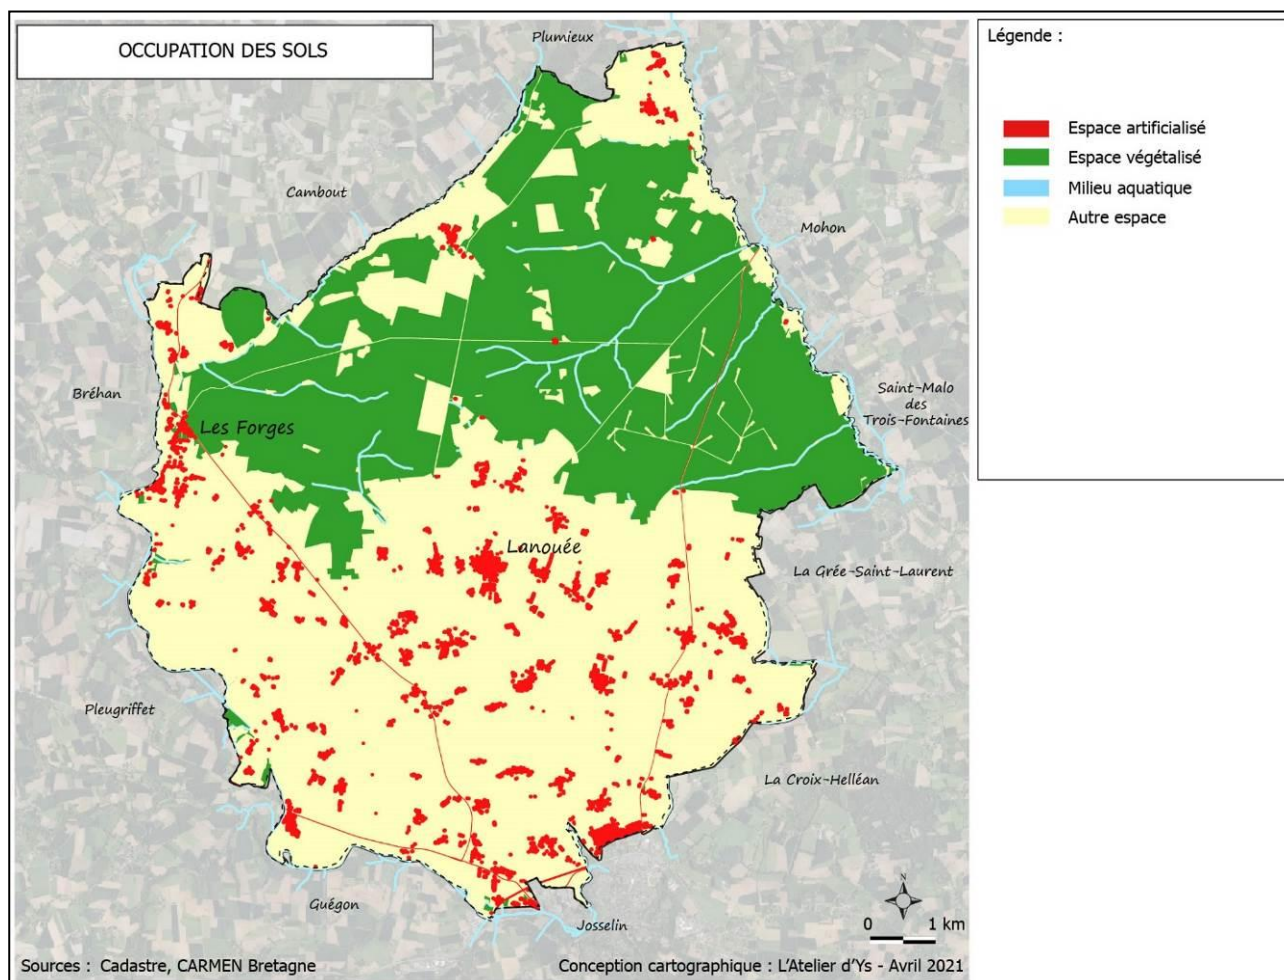 OCCUPATION DES SOLS
Plumieux
Légende :
Espace artificialisé
Espace végétalisé
Milieu aquatique
Autre espace
Cambout
Mohon
Bréhan
Saint-Malo
des
Trois-Fontaines
Les Forges
Lanouée
La Grée-Saint-Laurent
Pleugriffet
La Croix-Helléan
Guégon
Josselin
N
0 1 km
Sources : Cadastre, CARMEN Bretagne
Conception cartographique : L'Atelier d'Ys - Avril 2021